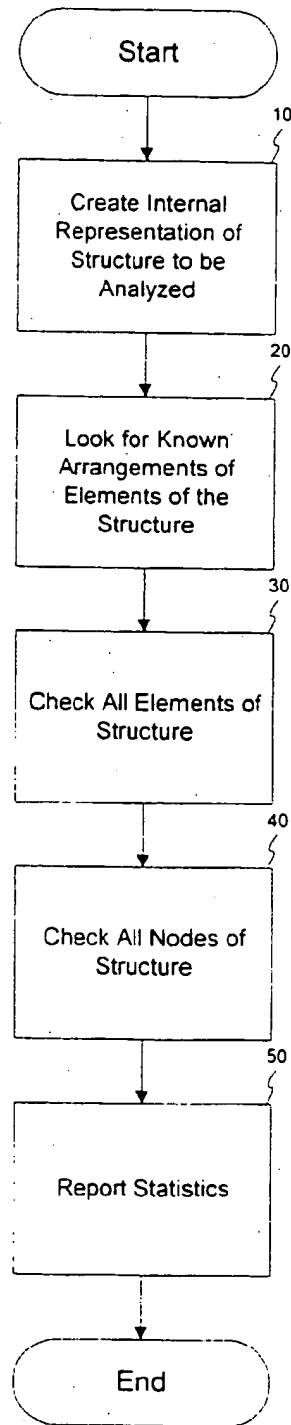 Start
10
Create Internal
Representation of
Structure to be
Analyzed
20
Look for Known
Arrangements of
Elements of the
Structure
30
Check All Elements of
Structure
40
Check All Nodes of
Structure
50
Report Statistics
End